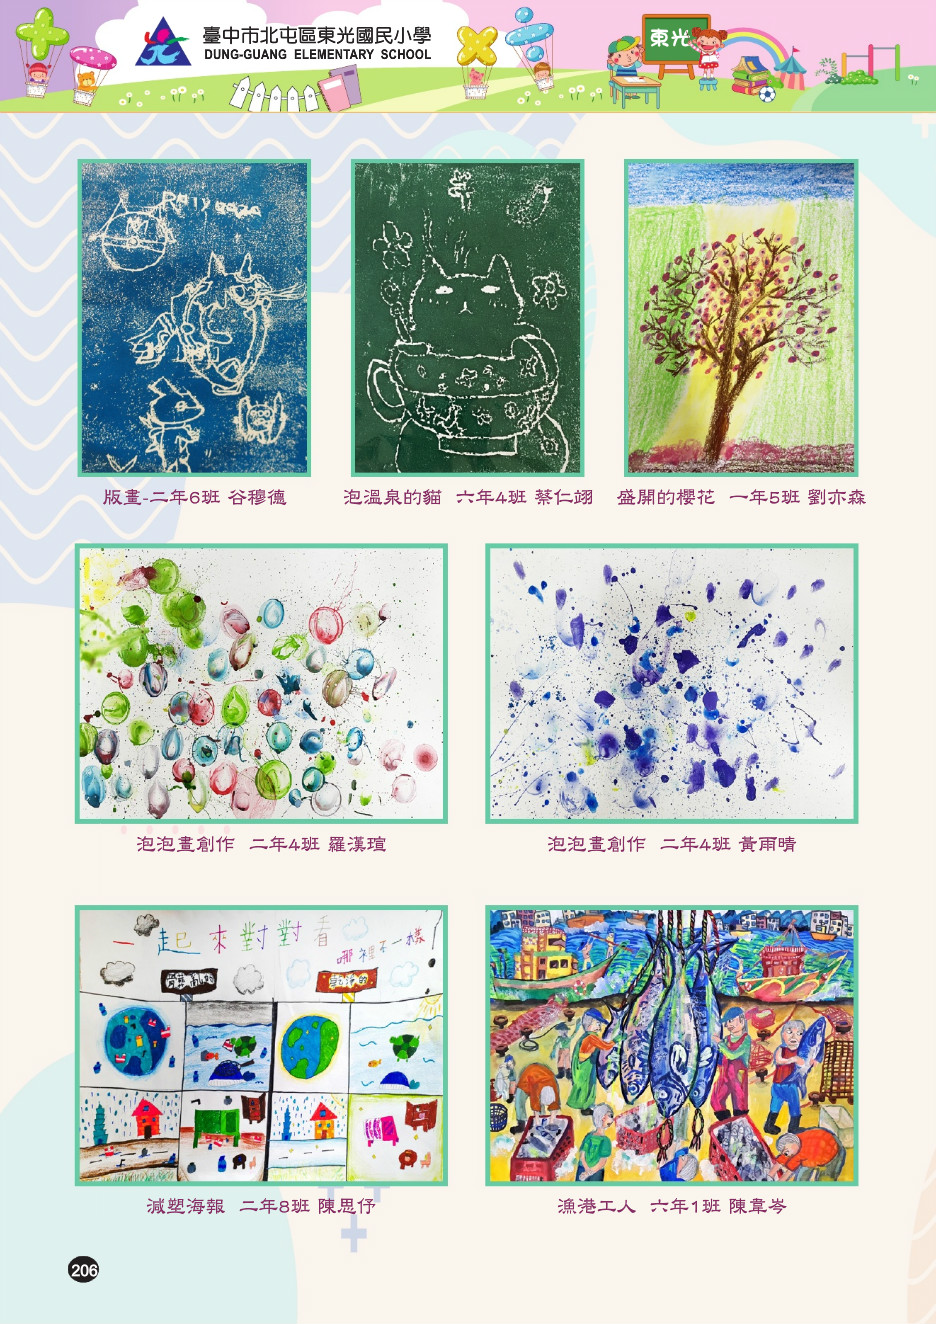 臺中市北屯區東光國民小學
DUNG-GUANG ELEMENTARY SCHOOL
東光
版畫-二年6班 谷穆德
泡溫泉的貓 六年4班 蔡仁翊
盛開的櫻花 一年5班 劉亦森
泡泡畫創作 二年4班 羅漢瑄
泡泡畫創作 二年4班 黃雨晴
一起來對對看
哪裡不一樣
乾淨的
減塑海報 二年8班 陳思伃
漁港工人 六年1班 陳韋岑
206